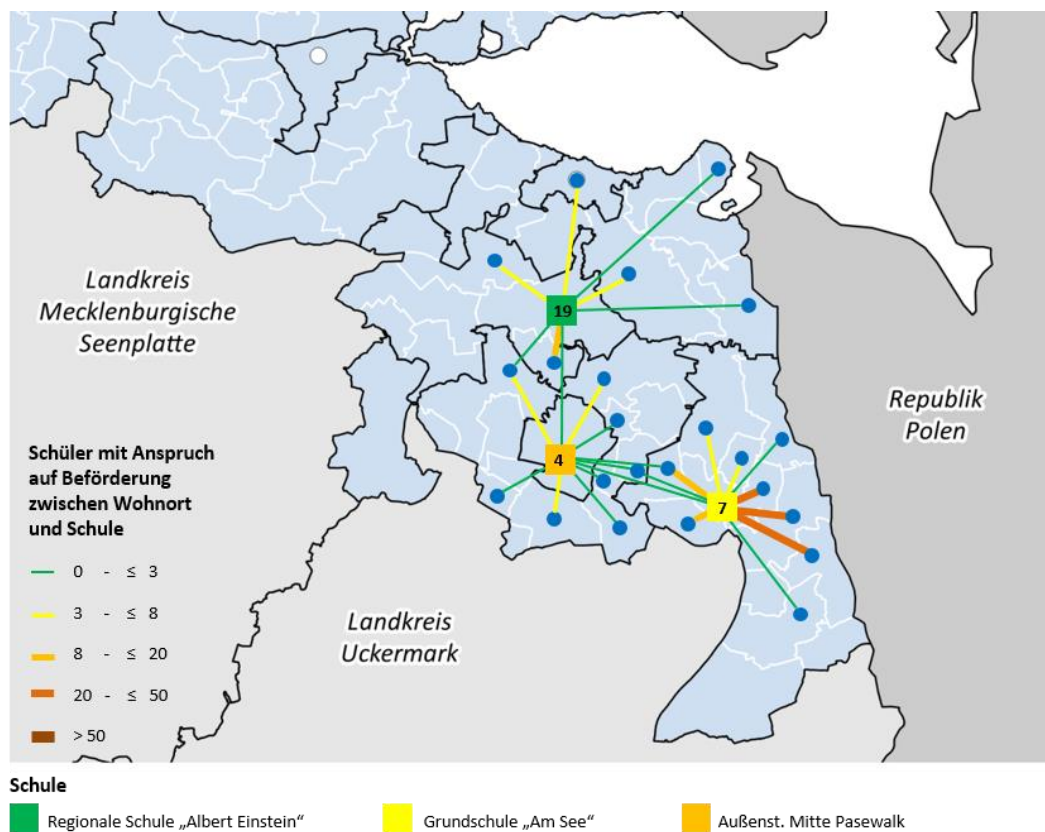 Landkreis
Mecklenburgische
Seenplatte
19
Republik
Polen
Schüler mit Anspruch
auf Beförderung
zwischen Wohnort
und Schule
4
7
0 - ≤ 3
3 - ≤ 8
8 - ≤ 20
20 - ≤ 50
> 50
Landkreis
Uckermark
Schule
Regionale Schule „Albert Einstein“
Grundschule „Am See“
Außenst. Mitte Pasewalk